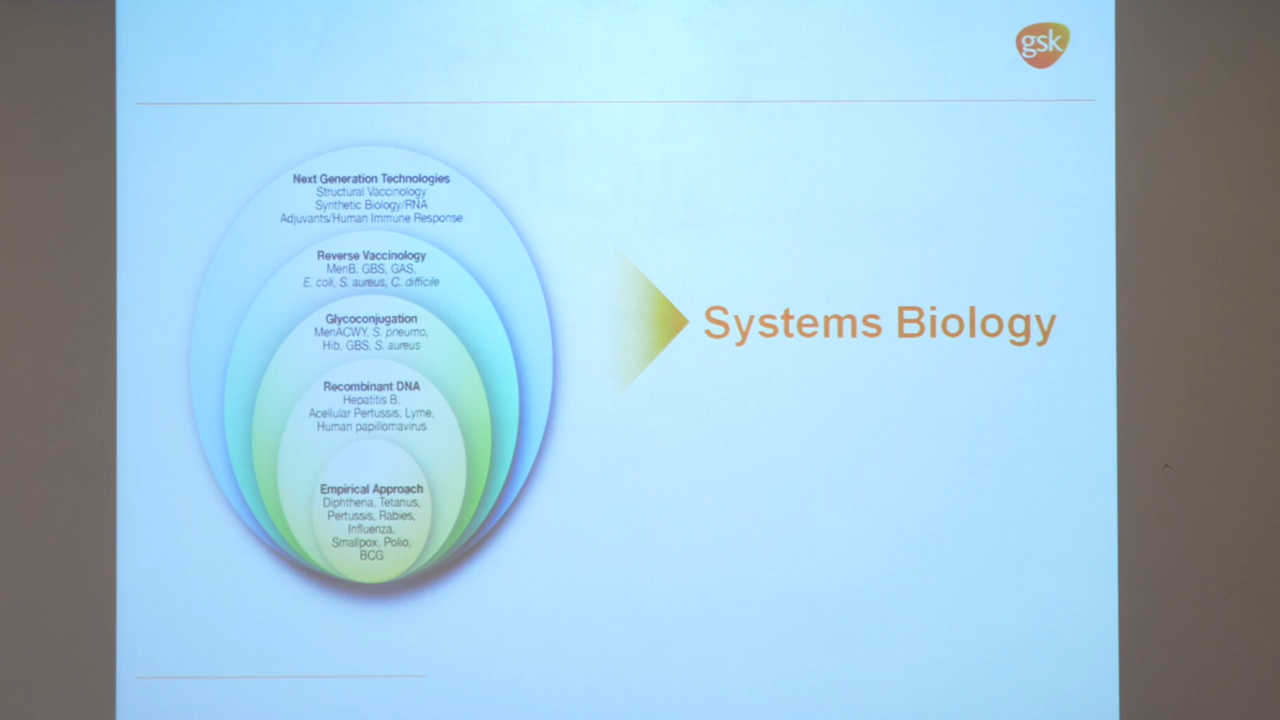 gsk
Next Generation Technologies
Structural Vaccinology
Synthetic Biology/RNA
Adjuvants/Human Immune Response
Reverse Vaccinology
MenB, GBS, GAS,
E. coli, S. aureus, C. difficile
Glycoconjugation
MenACWY, S. pneumo,
Hib, GBS, S. aureus
Recombinant DNA
Hepatitis B,
Acellular Pertussis, Lyme,
Human papillomavirus
Empirical Approach
Diphtheria, Tetanus,
Pertussis, Rabies,
Influenza,
Smallpox, Polio,
BCG
Systems Biology